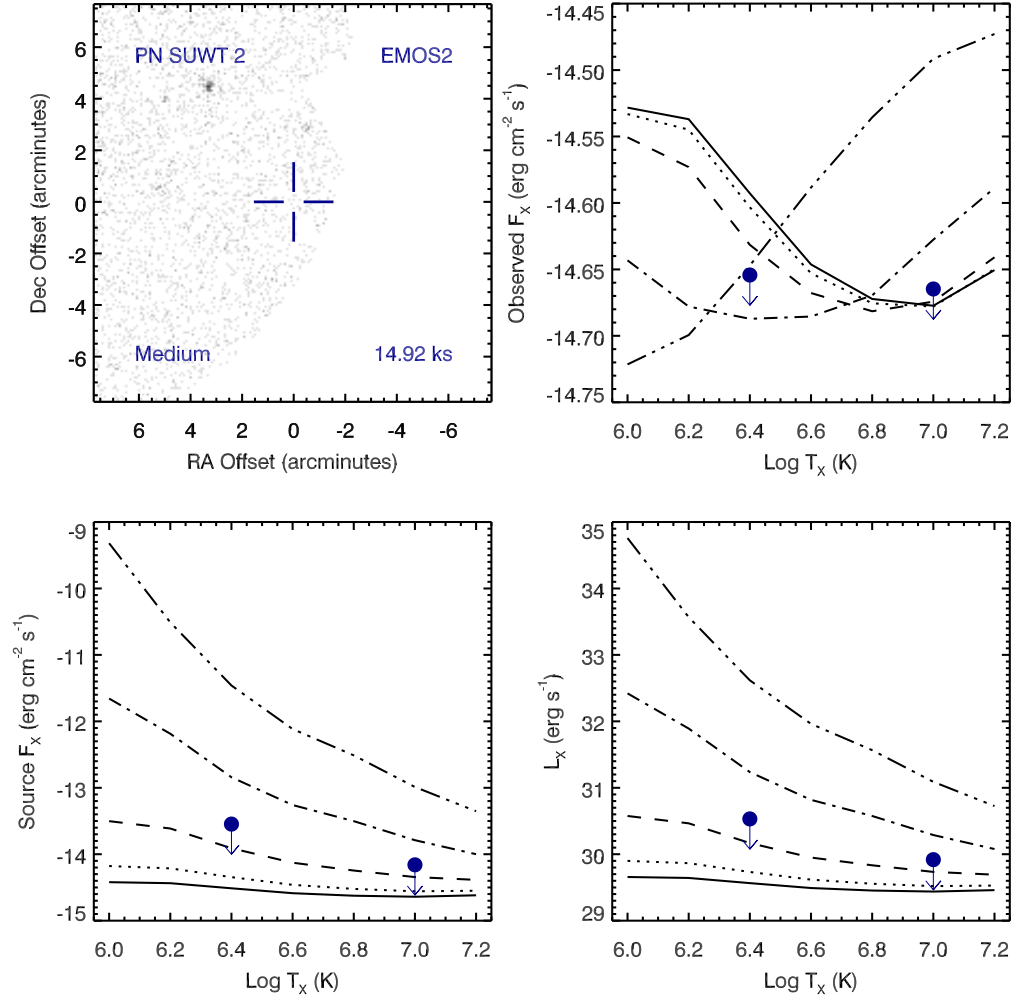 PN SUWT 2 EMOS2
Medium 14.92 ks
6
4
2
0
-2
-4
-6
6 4 2 0 -2 -4 -6
RA Offset (arcminutes)
Dec Offset (arcminutes)
-14.45
-14.50
-14.55
-14.60
-14.65
-14.70
-14.75
6.0 6.2 6.4 6.6 6.8 7.0 7.2
Log T_X (K)
Observed F_X (erg cm^-2 s^-1)
-9
-10
-11
-12
-13
-14
-15
6.0 6.2 6.4 6.6 6.8 7.0 7.2
Log T_X (K)
Source F_X (erg cm^-2 s^-1)
35
34
33
32
31
30
29
6.0 6.2 6.4 6.6 6.8 7.0 7.2
Log T_X (K)
L_X (erg s^-1)